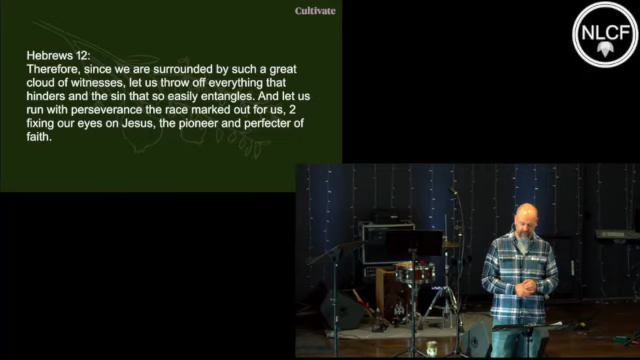 Cultivate
NLCF
Hebrews 12:
Therefore, since we are surrounded by such a great
cloud of witnesses, let us throw off everything that
hinders and the sin that so easily entangles. And let us
run with perseverance the race marked out for us, 2
fixing our eyes on Jesus, the pioneer and perfecter of
faith.